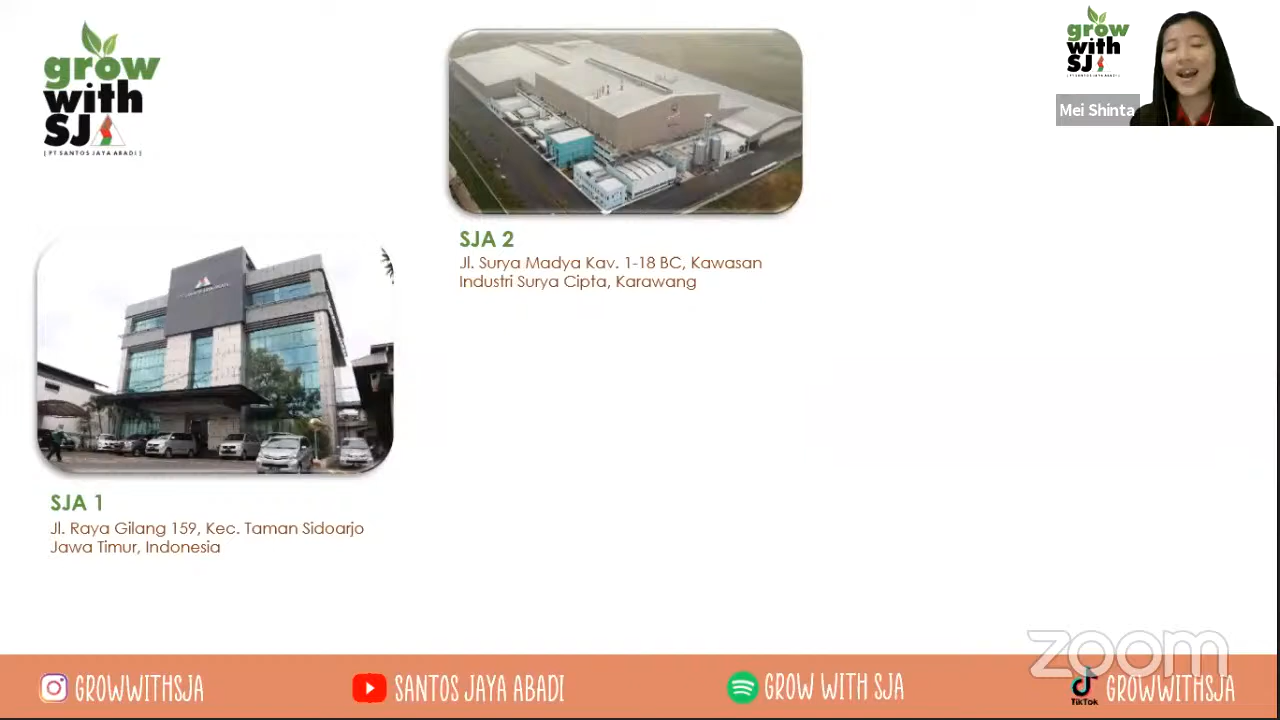 grow
with
SJA
[ PT SANTOS JAYA ABADI ]
grow
with
SJ
Mei Shinta
SJA 2
Jl. Surya Madya Kav. 1-18 BC, Kawasan
Industri Surya Cipta, Karawang
SJA 1
Jl. Raya Gilang 159, Kec. Taman Sidoarjo
Jawa Timur, Indonesia
zoom
GROWWITHSJA
SANTOS JAYA ABADI
GROW WITH SJA
TikTok
GROWWITHSJA